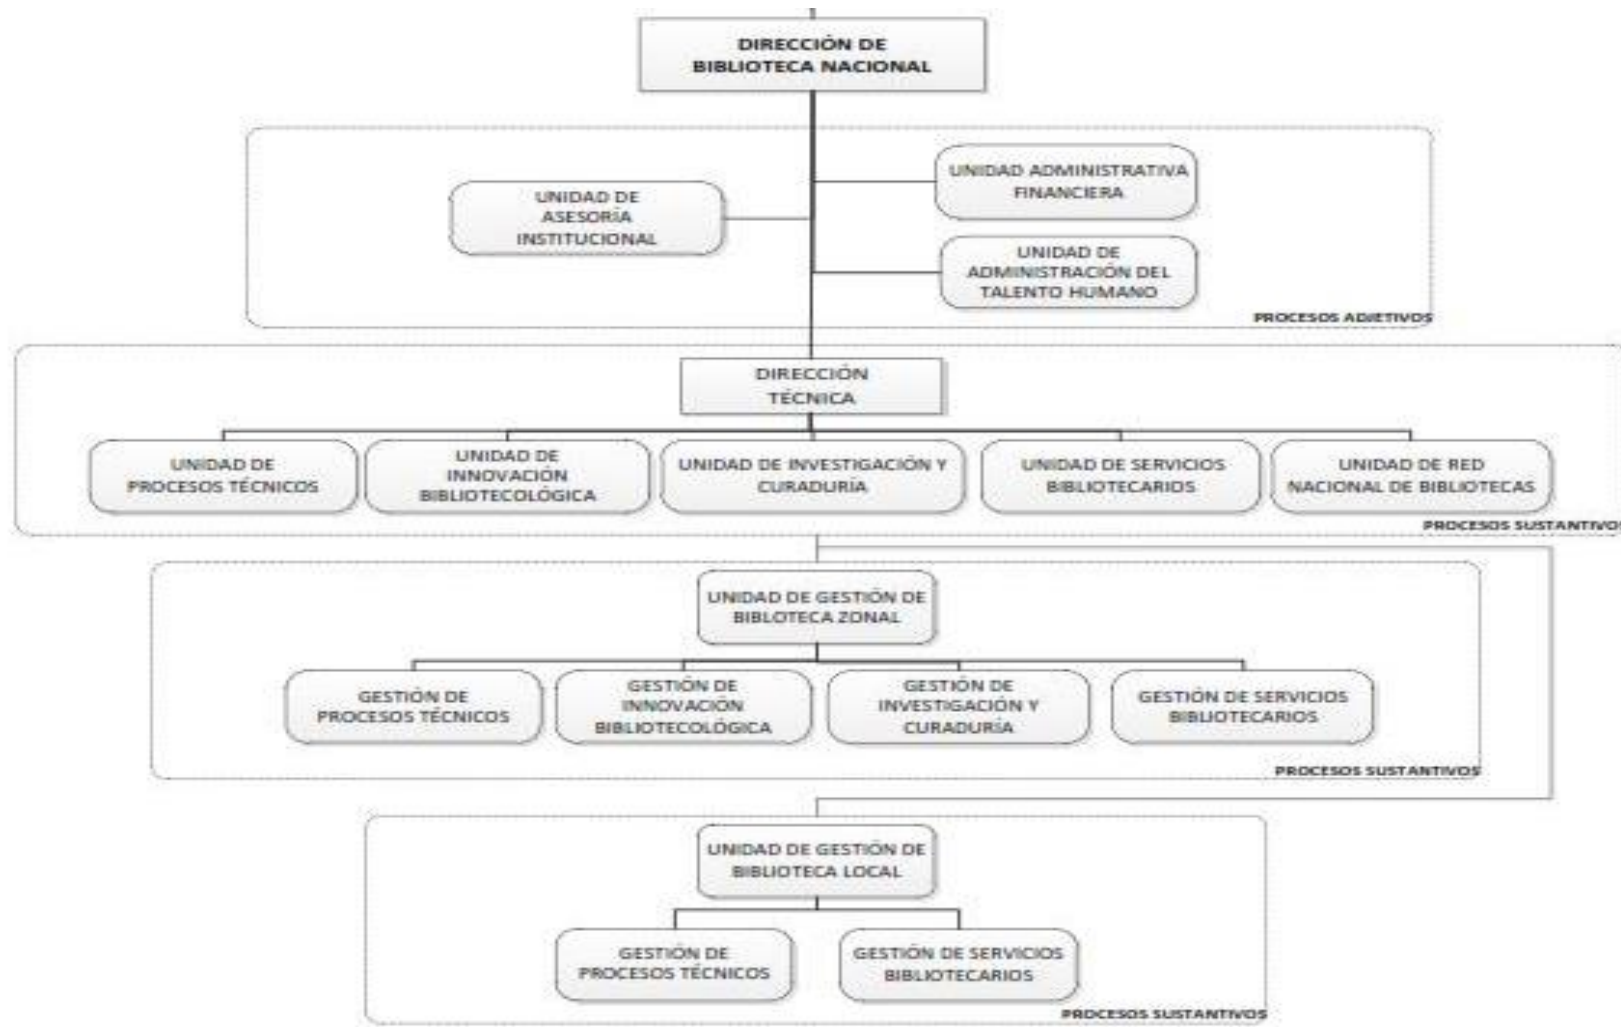 DIRECCIÓN DE
BIBLIOTECA NACIONAL
UNIDAD DE
ASESORÍA
INSTITUCIONAL
UNIDAD ADMINISTRATIVA
FINANCIERA
UNIDAD DE
ADMINISTRACIÓN DEL
TALENTO HUMANO
PROCESOS ADJETIVOS
DIRECCIÓN
TÉCNICA
UNIDAD DE
PROCESOS TÉCNICOS
UNIDAD DE
INNOVACIÓN
BIBLIOTECOLÓGICA
UNIDAD DE INVESTIGACIÓN Y
CURADURÍA
UNIDAD DE SERVICIOS
BIBLIOTECARIOS
UNIDAD DE RED
NACIONAL DE BIBLIOTECAS
PROCESOS SUSTANTIVOS
UNIDAD DE GESTIÓN DE
BIBLOTECA ZONAL
GESTIÓN DE
PROCESOS TÉCNICOS
GESTIÓN DE
INNOVACIÓN
BIBLIOTECOLÓGICA
GESTIÓN DE
INVESTIGACIÓN Y
CURADURÍA
GESTIÓN DE SERVICIOS
BIBLIOTECARIOS
PROCESOS SUSTANTIVOS
UNIDAD DE GESTIÓN DE
BIBLIOTECA LOCAL
GESTIÓN DE
PROCESOS TÉCNICOS
GESTIÓN DE SERVICIOS
BIBLIOTECARIOS
PROCESOS SUSTANTIVOS